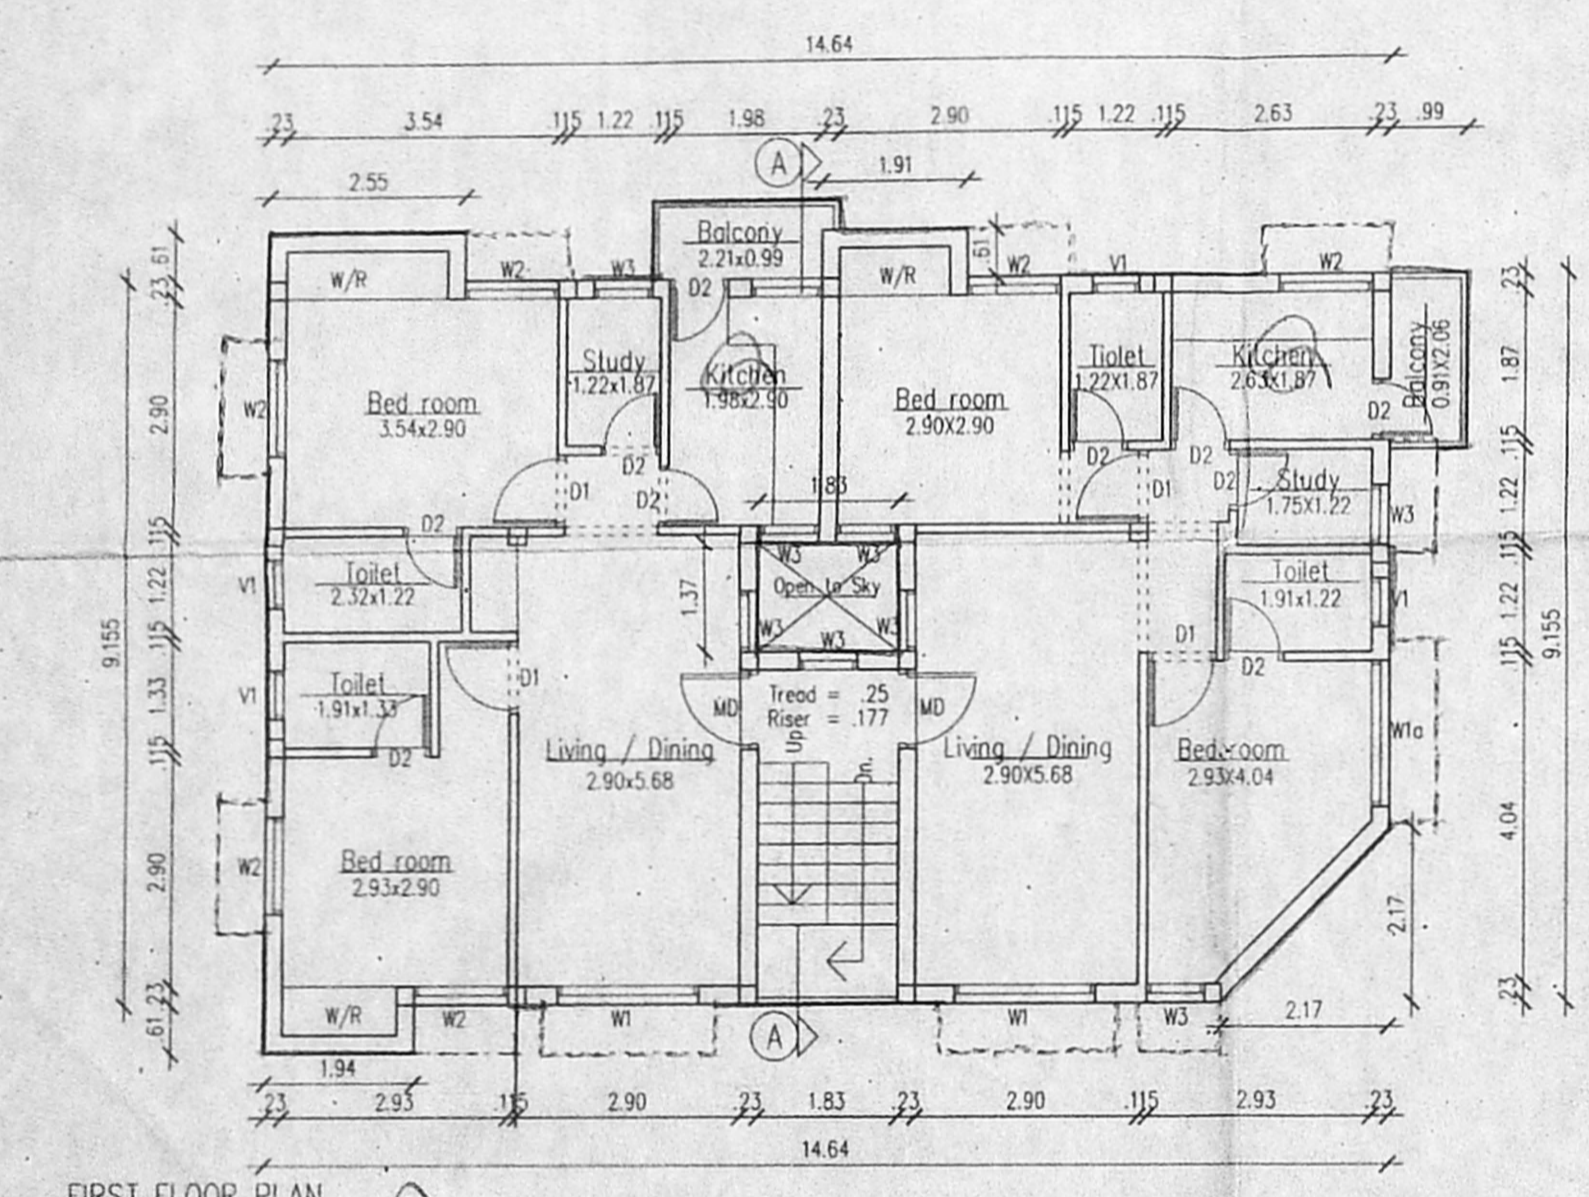 14.64
.23 3.54 .115 1.22 .115 1.98 .23 2.90 .115 1.22 .115 2.63 .23 .99
A
1.91
2.55
.61
.23
2.90
.115
1.22
.115
1.33
.115
2.90
.23
.61
9.155
W/R
W2
W3
Balcony
2.21x0.99
D2
W/R
.61
W2
V1
W2
Balcony
0.91X2.06
Bed room
3.54x2.90
W2
Study
1.22x1.87
D2
Kitchen
1.98x2.90
D2
D1
Bed room
2.90X2.90
Tiolet
1.22X1.87
D2
D1
Kitchen
2.63X1.87
D2
D2
D2
Study
1.75X1.22
W3
1.83
D2
Toilet
2.32x1.22
V1
1.37
W3 W3
Open to Sky
W3 W3
W3
Toilet
1.91x1.22
V1
D2
D1
Toilet
1.91x1.33
V1
D2
D1
MD
Tread = .25
Riser = .177
MD
Up
Dn.
Living / Dining
2.90x5.68
Living / Dining
2.90X5.68
Bed room
2.93X4.04
W1a
Bed room
2.93x2.90
W2
W/R
W2
W1
A
W1
W3
2.17
2.17
.23
1.87
.115
1.22
.115
1.22
.115
4.04
.23
9.155
1.94
.23 2.93 .115 2.90 .23 1.83 .23 2.90 .115 2.93 .23
14.64
FIRST FLOOR PLAN